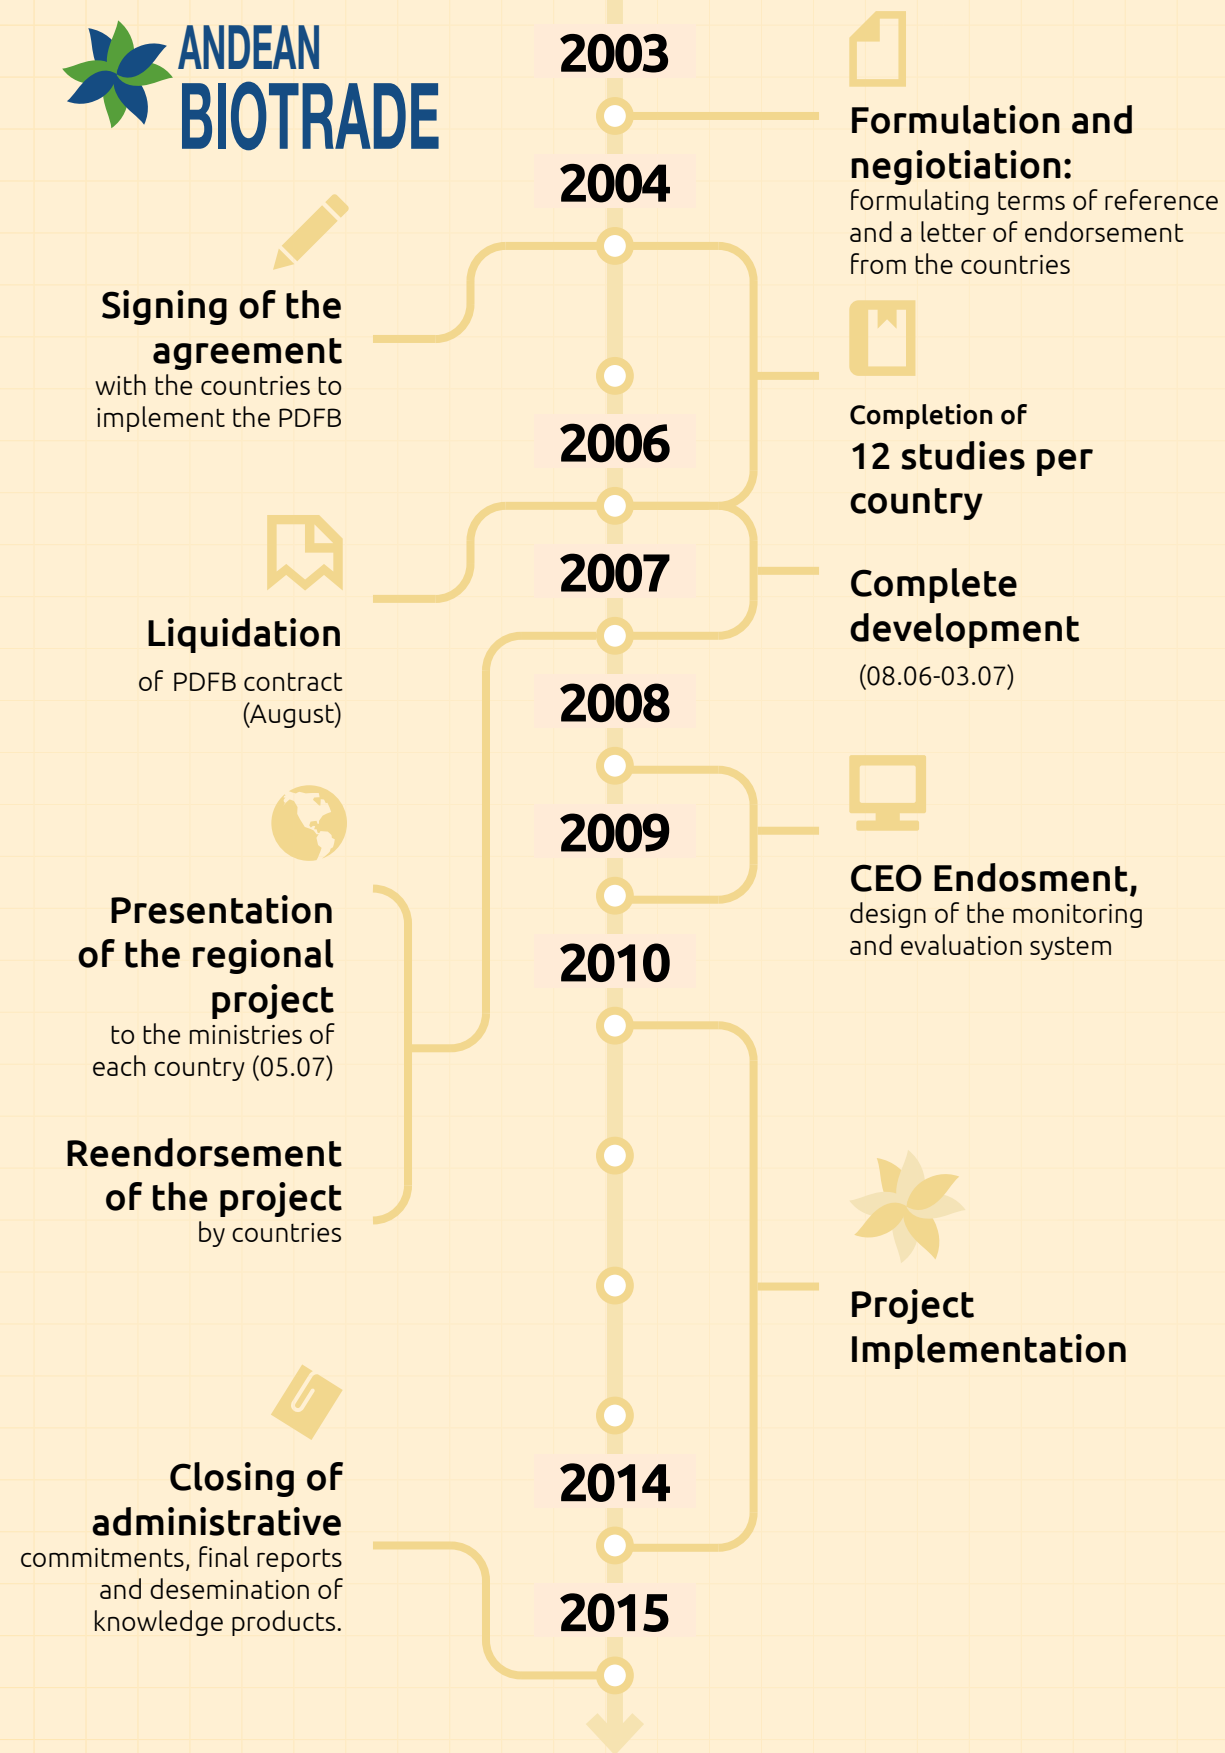 ANDEAN
BIOTRADE
2003
Formulation and
negiotiation:
formulating terms of reference
and a letter of endorsement
from the countries
2004
Signing of the
agreement
with the countries to
implement the PDFB
Completion of
12 studies per
country
2006
Liquidation
of PDFB contract
(August)
2007
Complete
development
(08.06-03.07)
Presentation
of the regional
project
to the ministries of
each country (05.07)
Reendorsement
of the project
by countries
2008
2009
CEO Endosment,
design of the monitoring
and evaluation system
2010
Project
Implementation
2014
2015
Closing of
administrative
commitments, final reports
and desemination of
knowledge products.